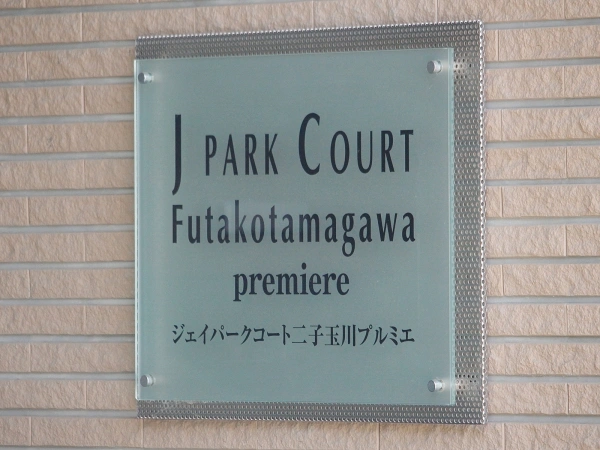 J PARK COURT
Futakotamagawa
premiere
ジェイパークコート二子玉川プルミエ